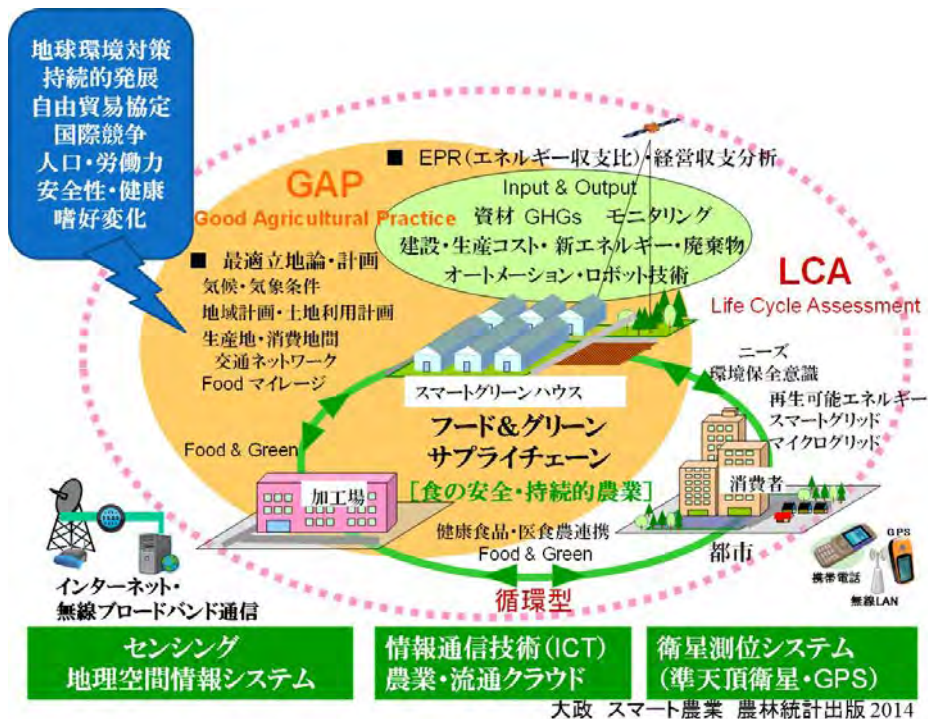 地球環境対策
持続的発展
自由貿易協定
国際競争
人口・労働力
安全性・健康
嗜好変化
■ EPR(エネルギー収支比)・経営収支分析
GAP
Good Agricultural Practice
Input & Output
資材 GHGs モニタリング
建設・生産コスト・新エネルギー・廃棄物
オートメーション・ロボット技術
■ 最適立地論・計画
気候・気象条件
地域計画・土地利用計画
生産地・消費地間
交通ネットワーク
Food マイレージ
LCA
Life Cycle Assessment
スマートグリーンハウス
ニーズ
環境保全意識
再生可能エネルギー
スマートグリッド
マイクログリッド
フード&グリーン
サプライチェーン
[食の安全・持続的農業]
Food & Green
加工場
消費者
健康食品・医食農連携
Food & Green
都市
循環型
インターネット・
無線ブロードバンド通信
GPS
携帯電話
無線LAN
センシング
地理空間情報システム
情報通信技術(ICT)
農業・流通クラウド
衛星測位システム
(準天頂衛星・GPS)
大政 スマート農業 農林統計出版 2014